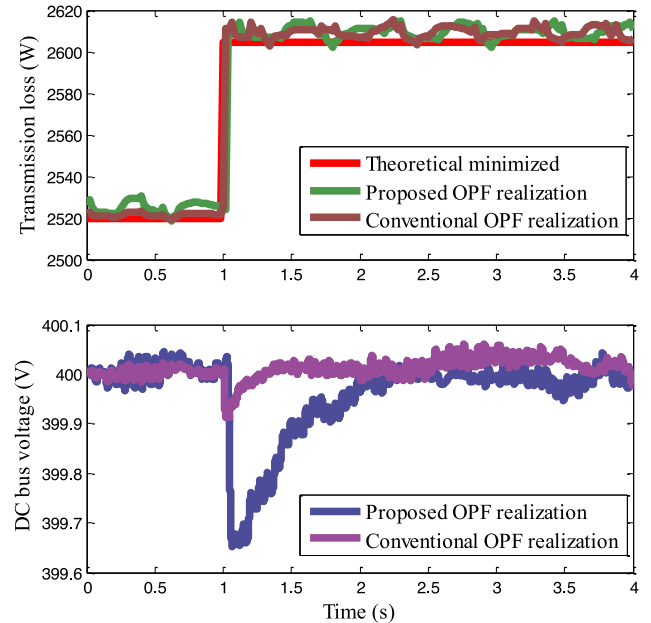 Transmission loss (W)
2620
2600
2580
2560
2540
2520
2500
0 0.5 1 1.5 2 2.5 3 3.5 4
Theoretical minimized
Proposed OPF realization
Conventional OPF realization
DC bus voltage (V)
400.1
400
399.9
399.8
399.7
399.6
0 0.5 1 1.5 2 2.5 3 3.5 4
Proposed OPF realization
Conventional OPF realization
Time (s)